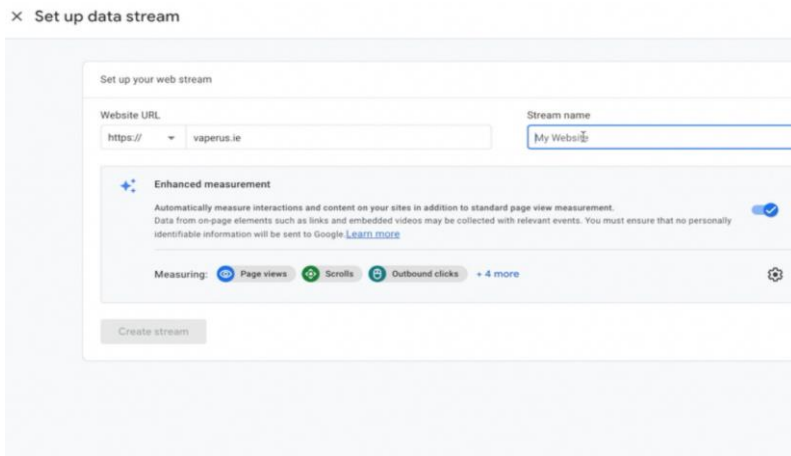 Set up data stream
Set up your web stream
Website URL
Stream name
https://
vaperus.ie
My Website
Enhanced measurement
Automatically measure interactions and content on your sites in addition to standard page view measurement.
Data from on-page elements such as links and embedded videos may be collected with relevant events. You must ensure that no personally
identifiable information will be sent to Google. Learn more
Measuring: Page views Scrolls Outbound clicks + 4 more
Create stream